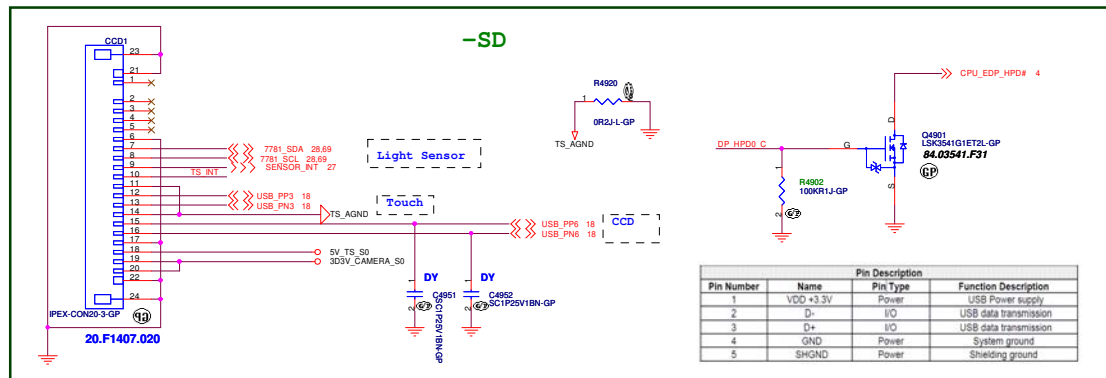 -SD
CCD1
23
21
1
2
3
4
5
6
7
8
9
10
11
12
13
14
15
16
17
18
19
20
22
24
7781_SDA 28,69
7781_SCL 28,69
SENSOR_INT 27
TS_INT
USB_PP3 18
USB_PN3 18
TS_AGND
Light Sensor
Touch
USB_PP6 18
USB_PN6 18
CCD
5V_TS_S0
3D3V_CAMERA_S0
IPEX-CON20-3-GP
20.F1407.020
DY
1
2
C4951
SC1P25V1BN-GP
DY
1
2
C4952
SC1P25V1BN-GP
R4920
1
0R2J-L-GP
TS_AGND
CPU_EDP_HPD# 4
DP_HPD0_C
G
D
S
Q4901
LSK3541G1ET2L-GP
84.03541.F31
GP
1
R4902
100KR1J-GP
2
Pin Description
Pin Number Name Pin Type Function Description
1 VDD +3.3V Power USB Power supply
2 D- I/O USB data transmission
3 D+ I/O USB data transmission
4 GND Power System ground
5 SHGND Power Shielding ground